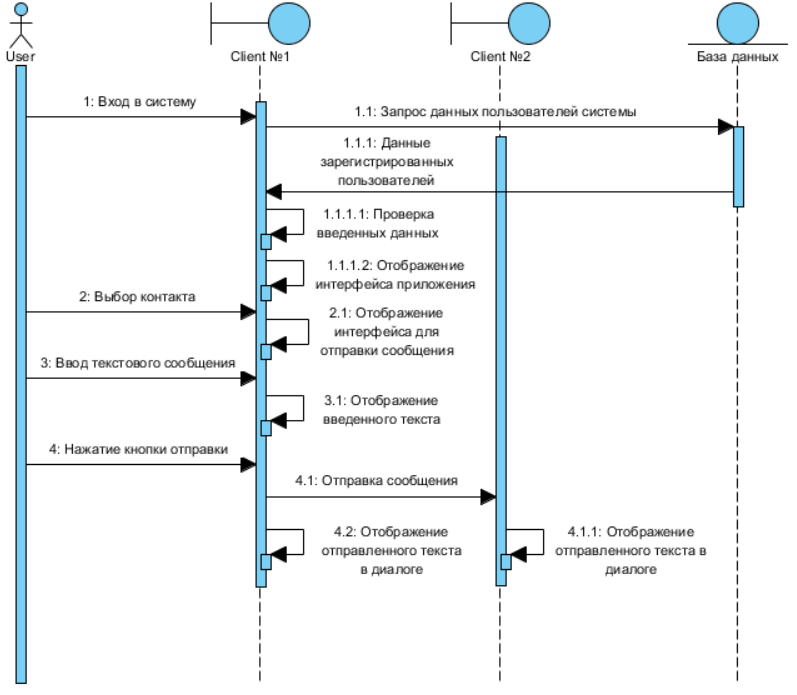 User
Client №1
Client №2
База данных
1: Вход в систему
1.1: Запрос данных пользователей системы
1.1.1: Данные
зарегистрированных
пользователей
1.1.1.1: Проверка
введенных данных
1.1.1.2: Отображение
интерфейса приложения
2: Выбор контакта
2.1: Отображение
интерфейса для
отправки сообщения
3: Ввод текстового сообщения
3.1: Отображение
введенного текста
4: Нажатие кнопки отправки
4.1: Отправка сообщения
4.2: Отображение
отправленного текста
в диалоге
4.1.1: Отображение
отправленного текста в
диалоге